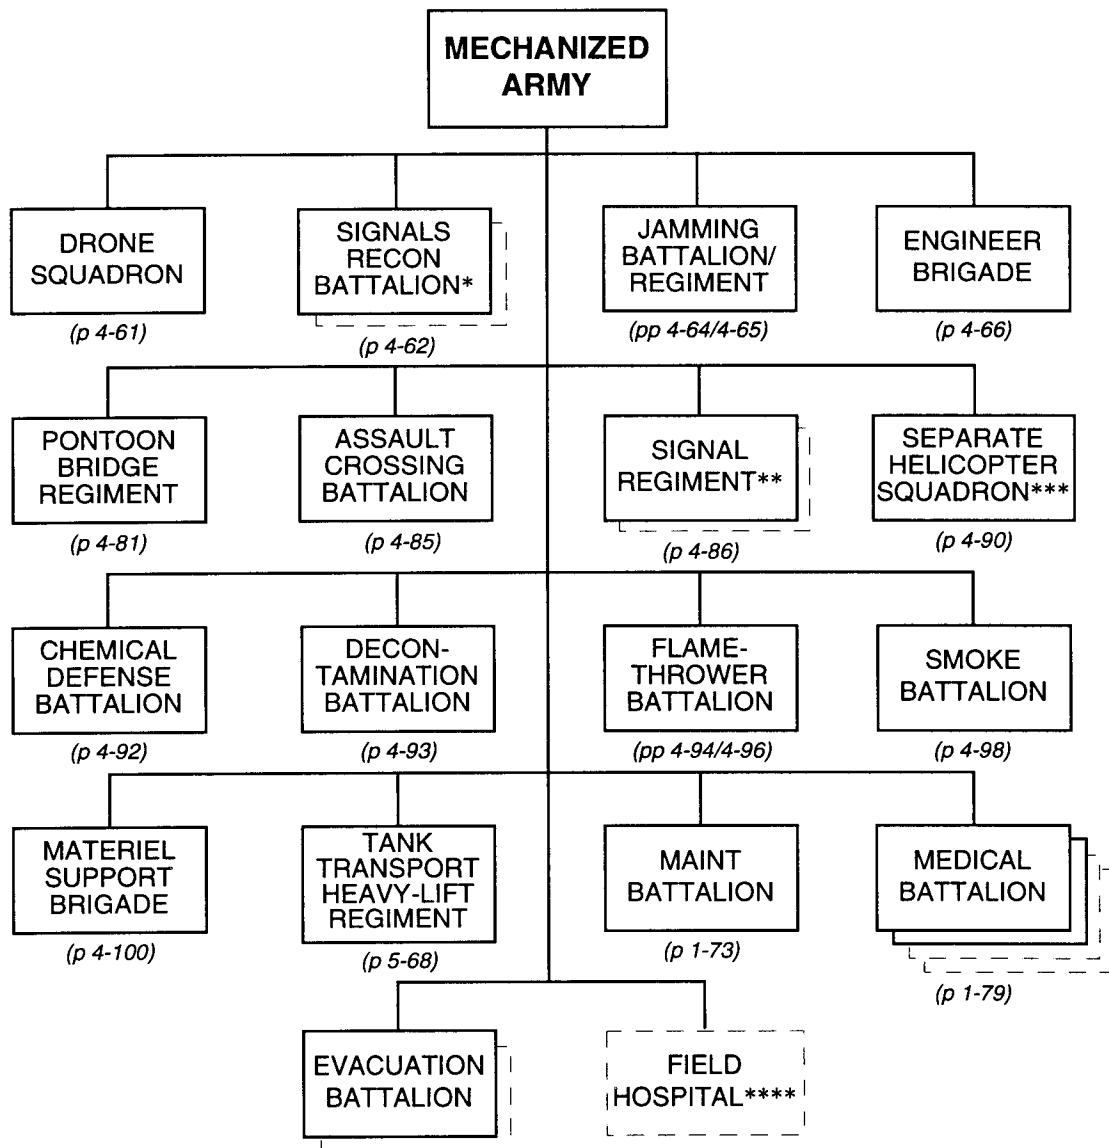 MECHANIZED
ARMY
DRONE
SQUADRON
(p 4-61)
SIGNALS
RECON
BATTALION*
(p 4-62)
JAMMING
BATTALION/
REGIMENT
(pp 4-64/4-65)
ENGINEER
BRIGADE
(p 4-66)
PONTOON
BRIDGE
REGIMENT
(p 4-81)
ASSAULT
CROSSING
BATTALION
(p 4-85)
SIGNAL
REGIMENT**
(p 4-86)
SEPARATE
HELICOPTER
SQUADRON***
(p 4-90)
CHEMICAL
DEFENSE
BATTALION
(p 4-92)
DECON-
TAMINATION
BATTALION
(p 4-93)
FLAME-
THROWER
BATTALION
(pp 4-94/4-96)
SMOKE
BATTALION
(p 4-98)
MATERIEL
SUPPORT
BRIGADE
(p 4-100)
TANK
TRANSPORT
HEAVY-LIFT
REGIMENT
(p 5-68)
MAINT
BATTALION
(p 1-73)
MEDICAL
BATTALION
(p 1-79)
EVACUATION
BATTALION
FIELD
HOSPITAL****